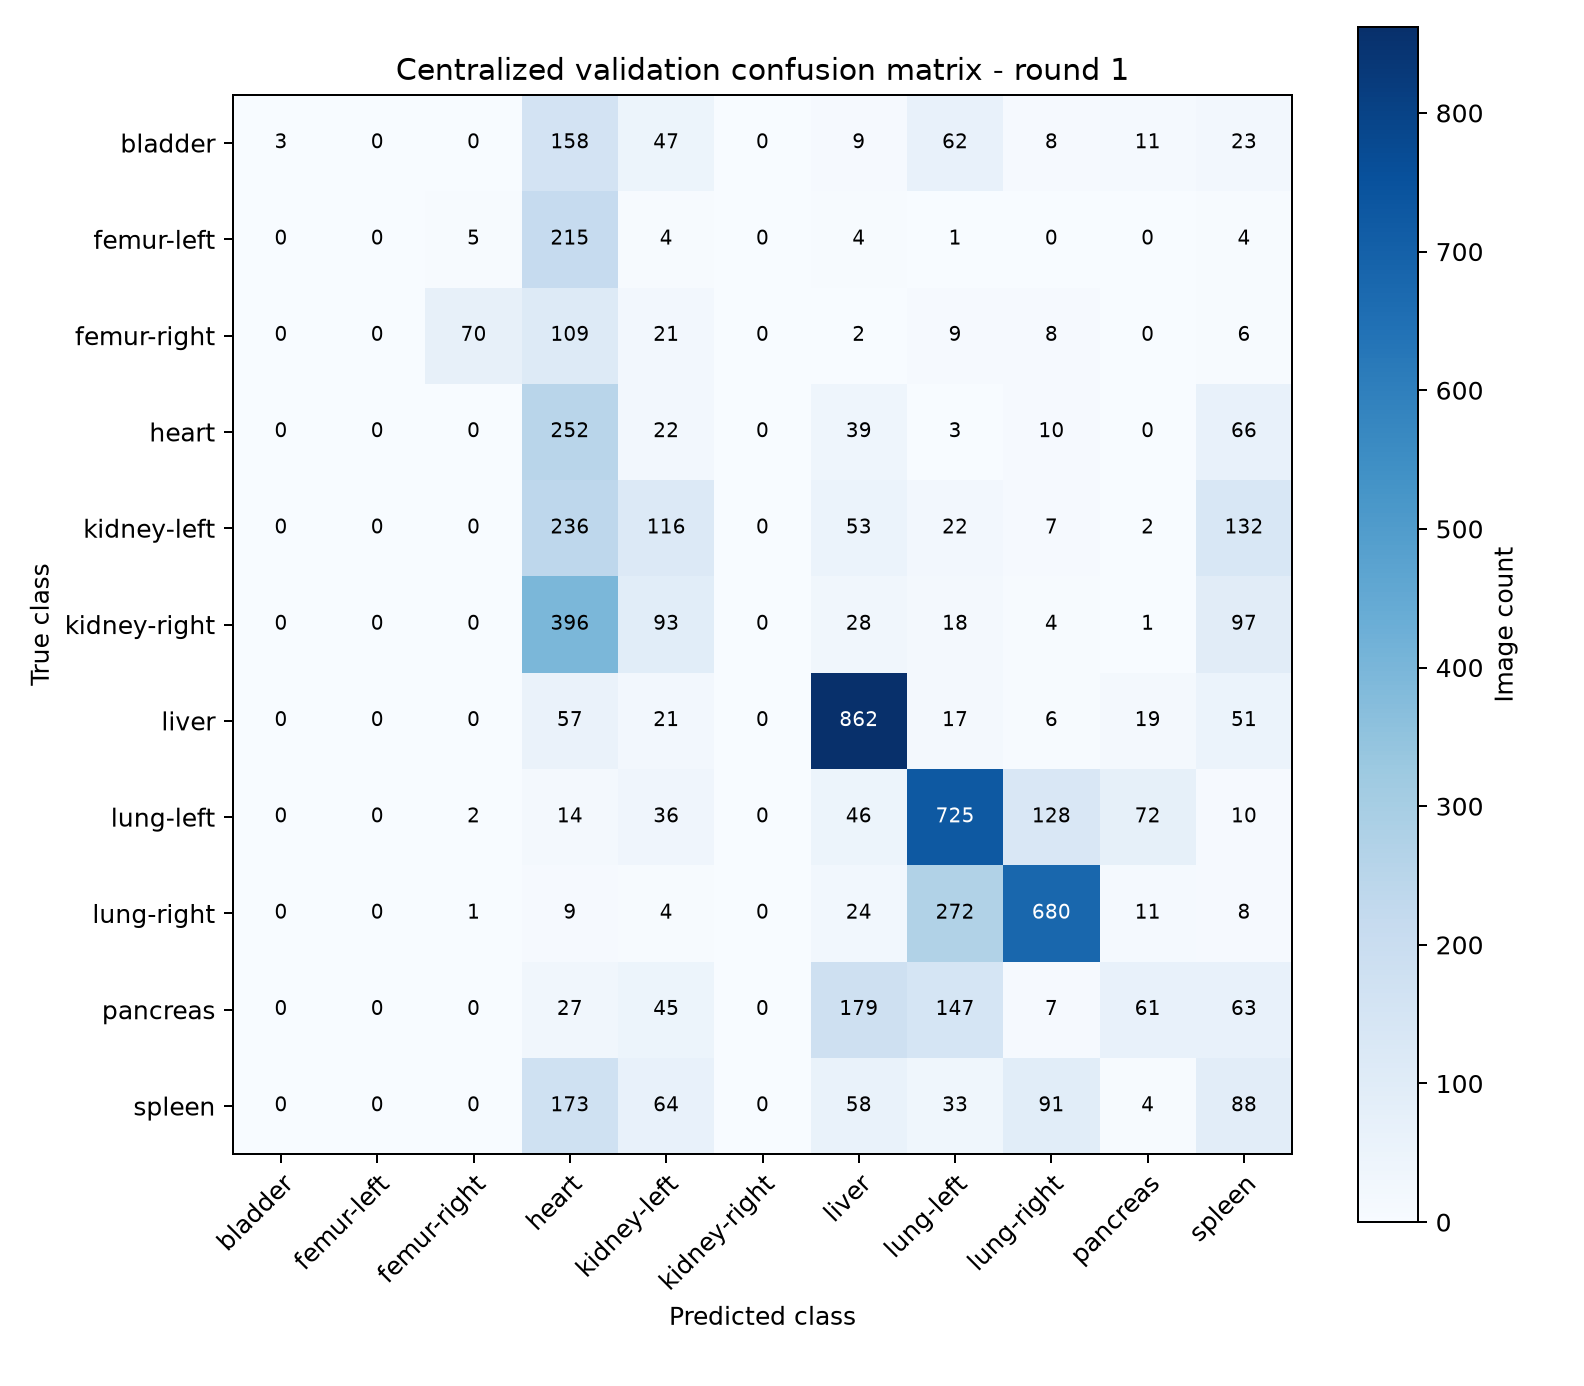 Centralized validation confusion matrix - round 1
bladder 3 0 0 158 47 0 9 62 8 11 23
femur-left 0 0 5 215 4 0 4 1 0 0 4
femur-right 0 0 70 109 21 0 2 9 8 0 6
heart 0 0 0 252 22 0 39 3 10 0 66
kidney-left 0 0 0 236 116 0 53 22 7 2 132
kidney-right 0 0 0 396 93 0 28 18 4 1 97
liver 0 0 0 57 21 0 862 17 6 19 51
lung-left 0 0 2 14 36 0 46 725 128 72 10
lung-right 0 0 1 9 4 0 24 272 680 11 8
pancreas 0 0 0 27 45 0 179 147 7 61 63
spleen 0 0 0 173 64 0 58 33 91 4 88
bladder femur-left femur-right heart kidney-left kidney-right liver lung-left lung-right pancreas spleen
Predicted class
True class
800
700
600
500
400
300
200
100
0
Image count